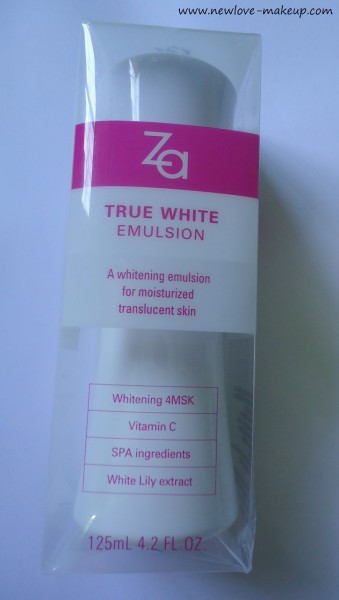 www.newlove-makeup.com
Za
TRUE WHITE
EMULSION
A whitening emulsion
for moisturized
translucent skin
Whitening 4MSK
Vitamin C
SPA ingredients
White Lily extract
125mL 4.2 FL.OZ.